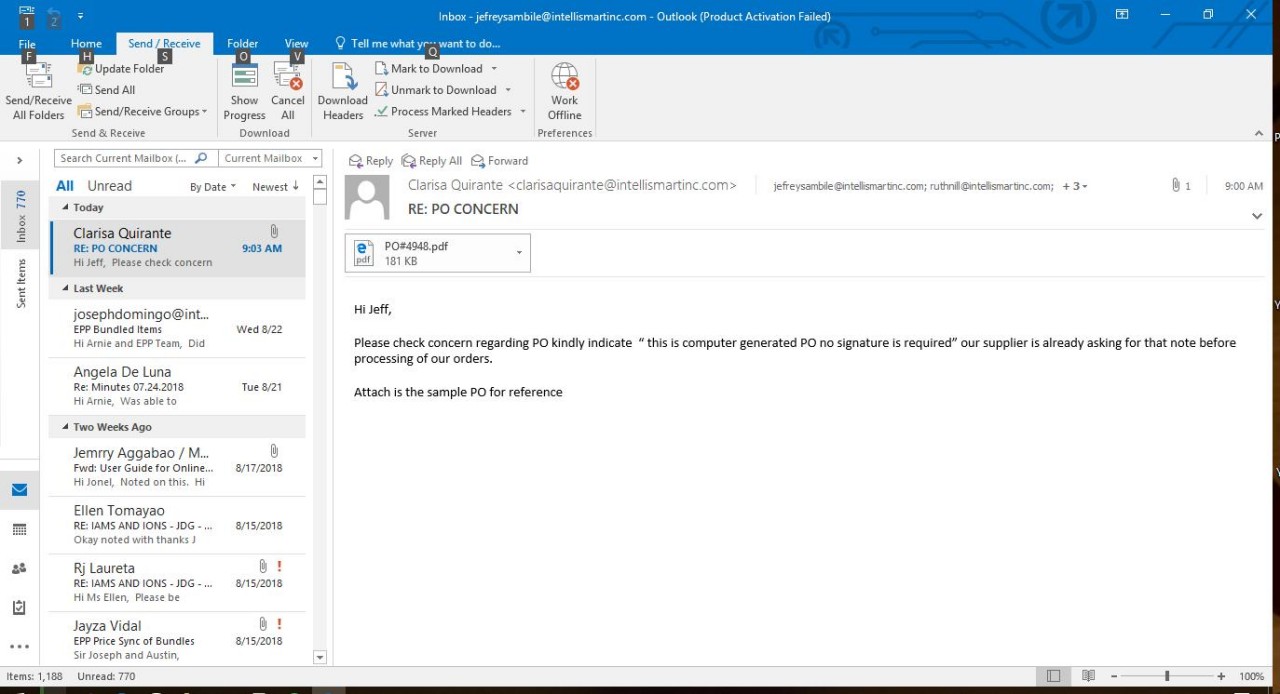 Inbox - jefreysambile@intellismartinc.com - Outlook (Product Activation Failed)
1
2
File
Home
Send / Receive
Folder
View
Tell me what you want to do...
F
H
S
O
V
Q
Send/Receive
All Folders
Update Folder
Send All
Send/Receive Groups
Show
Progress
Cancel
All
Download
Headers
Mark to Download
Unmark to Download
Process Marked Headers
Work
Offline
Send & Receive
Download
Server
Preferences
Search Current Mailbox (...
Current Mailbox
All
Unread
By Date
Newest
Today
Clarisa Quirante
RE: PO CONCERN
9:03 AM
Hi Jeff,  Please check concern
Last Week
josephdomingo@int...
EPP Bundled Items
Wed 8/22
Hi Arnie and EPP Team,  Did
Angela De Luna
Re: Minutes 07.24.2018
Tue 8/21
Hi Arnie,  Was able to
Two Weeks Ago
Jemrry Aggabao / M...
Fwd: User Guide for Online...
8/17/2018
Hi Jonel,  Noted on this.  Hi
Ellen Tomayao
RE: IAMS AND IONS - JDG - ...
8/15/2018
Okay noted with thanks J
Rj Laureta
!
RE: IAMS AND IONS - JDG - ...
8/15/2018
Hi Ms Ellen,  Please be
Jayza Vidal
!
EPP Price Sync of Bundles
8/15/2018
Sir Joseph and Austin,
Inbox 770
Sent Items
Reply
Reply All
Forward
Clarisa Quirante <clarisaquirante@intellismartinc.com>
jefreysambile@intellismartinc.com; ruthnill@intellismartinc.com;
+ 3
1
9:00 AM
RE: PO CONCERN
pdf
PO#4948.pdf
181 KB
Hi Jeff,
Please check concern regarding PO kindly indicate  “ this is computer generated PO no signature is required” our supplier is already asking for that note before
processing of our orders.
Attach is the sample PO for reference
Items: 1,188
Unread: 770
100%